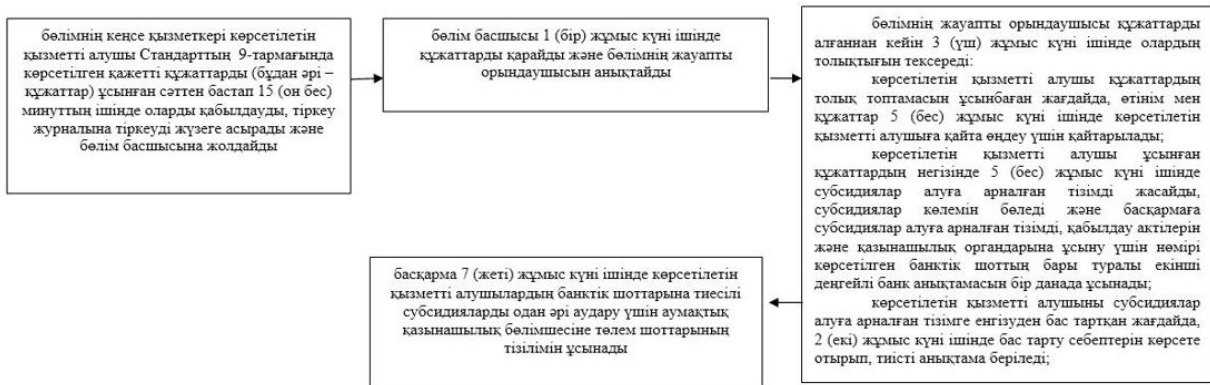 бөлімнің кеңсе қызметкері көрсетілетін
қызметті алушы Стандарттың 9-тармағында
көрсетілген қажетті құжаттарды (бұдан әрі –
құжаттар) ұсынған сәттен бастап 15 (он бес)
минуттың ішінде оларды қабылдауды, тіркеу
журналына тіркеуді жүзеге асырады және
бөлім басшысына жолдайды
бөлім басшысы 1 (бір) жұмыс күні ішінде
құжаттарды қарайды және бөлімнің жауапты
орындаушысын анықтайды
бөлімнің жауапты орындаушысы құжаттарды
алғаннан кейін 3 (үш) жұмыс күні ішінде олардың
толықтығын тексереді:
көрсетілетін қызметті алушы құжаттардың
толық топтамасын ұсынбаған жағдайда, өтінім мен
құжаттар 5 (бес) жұмыс күні ішінде көрсетілетін
қызметті алушыға қайта өңдеу үшін қайтарылады;
көрсетілетін қызметті алушы ұсынған
құжаттардың негізінде 5 (бес) жұмыс күні ішінде
субсидиялар алуға арналған тізімді жасайды,
субсидиялар көлемін бөледі және басқармаға
субсидиялар алуға арналған тізімді, қабылдау актілерін
және қазынашылық органдарына ұсыну үшін нөмірі
көрсетілген банктік шоттың бары туралы екінші
деңгейлі банк анықтамасын бір данада ұсынады;
көрсетілетін қызметті алушыны субсидиялар
алуға арналған тізімге енгізуден бас тартқан жағдайда,
2 (екі) жұмыс күні ішінде бас тарту себептерін көрсете
отырып, тиісті анықтама беріледі;
басқарма 7 (жеті) жұмыс күні ішінде көрсетілетін
қызметті алушылардың банктік шоттарына тиесілі
субсидияларды одан әрі аудару үшін аумақтық
қазынашылық бөлімшесіне төлем шоттарының
тізілімін ұсынады